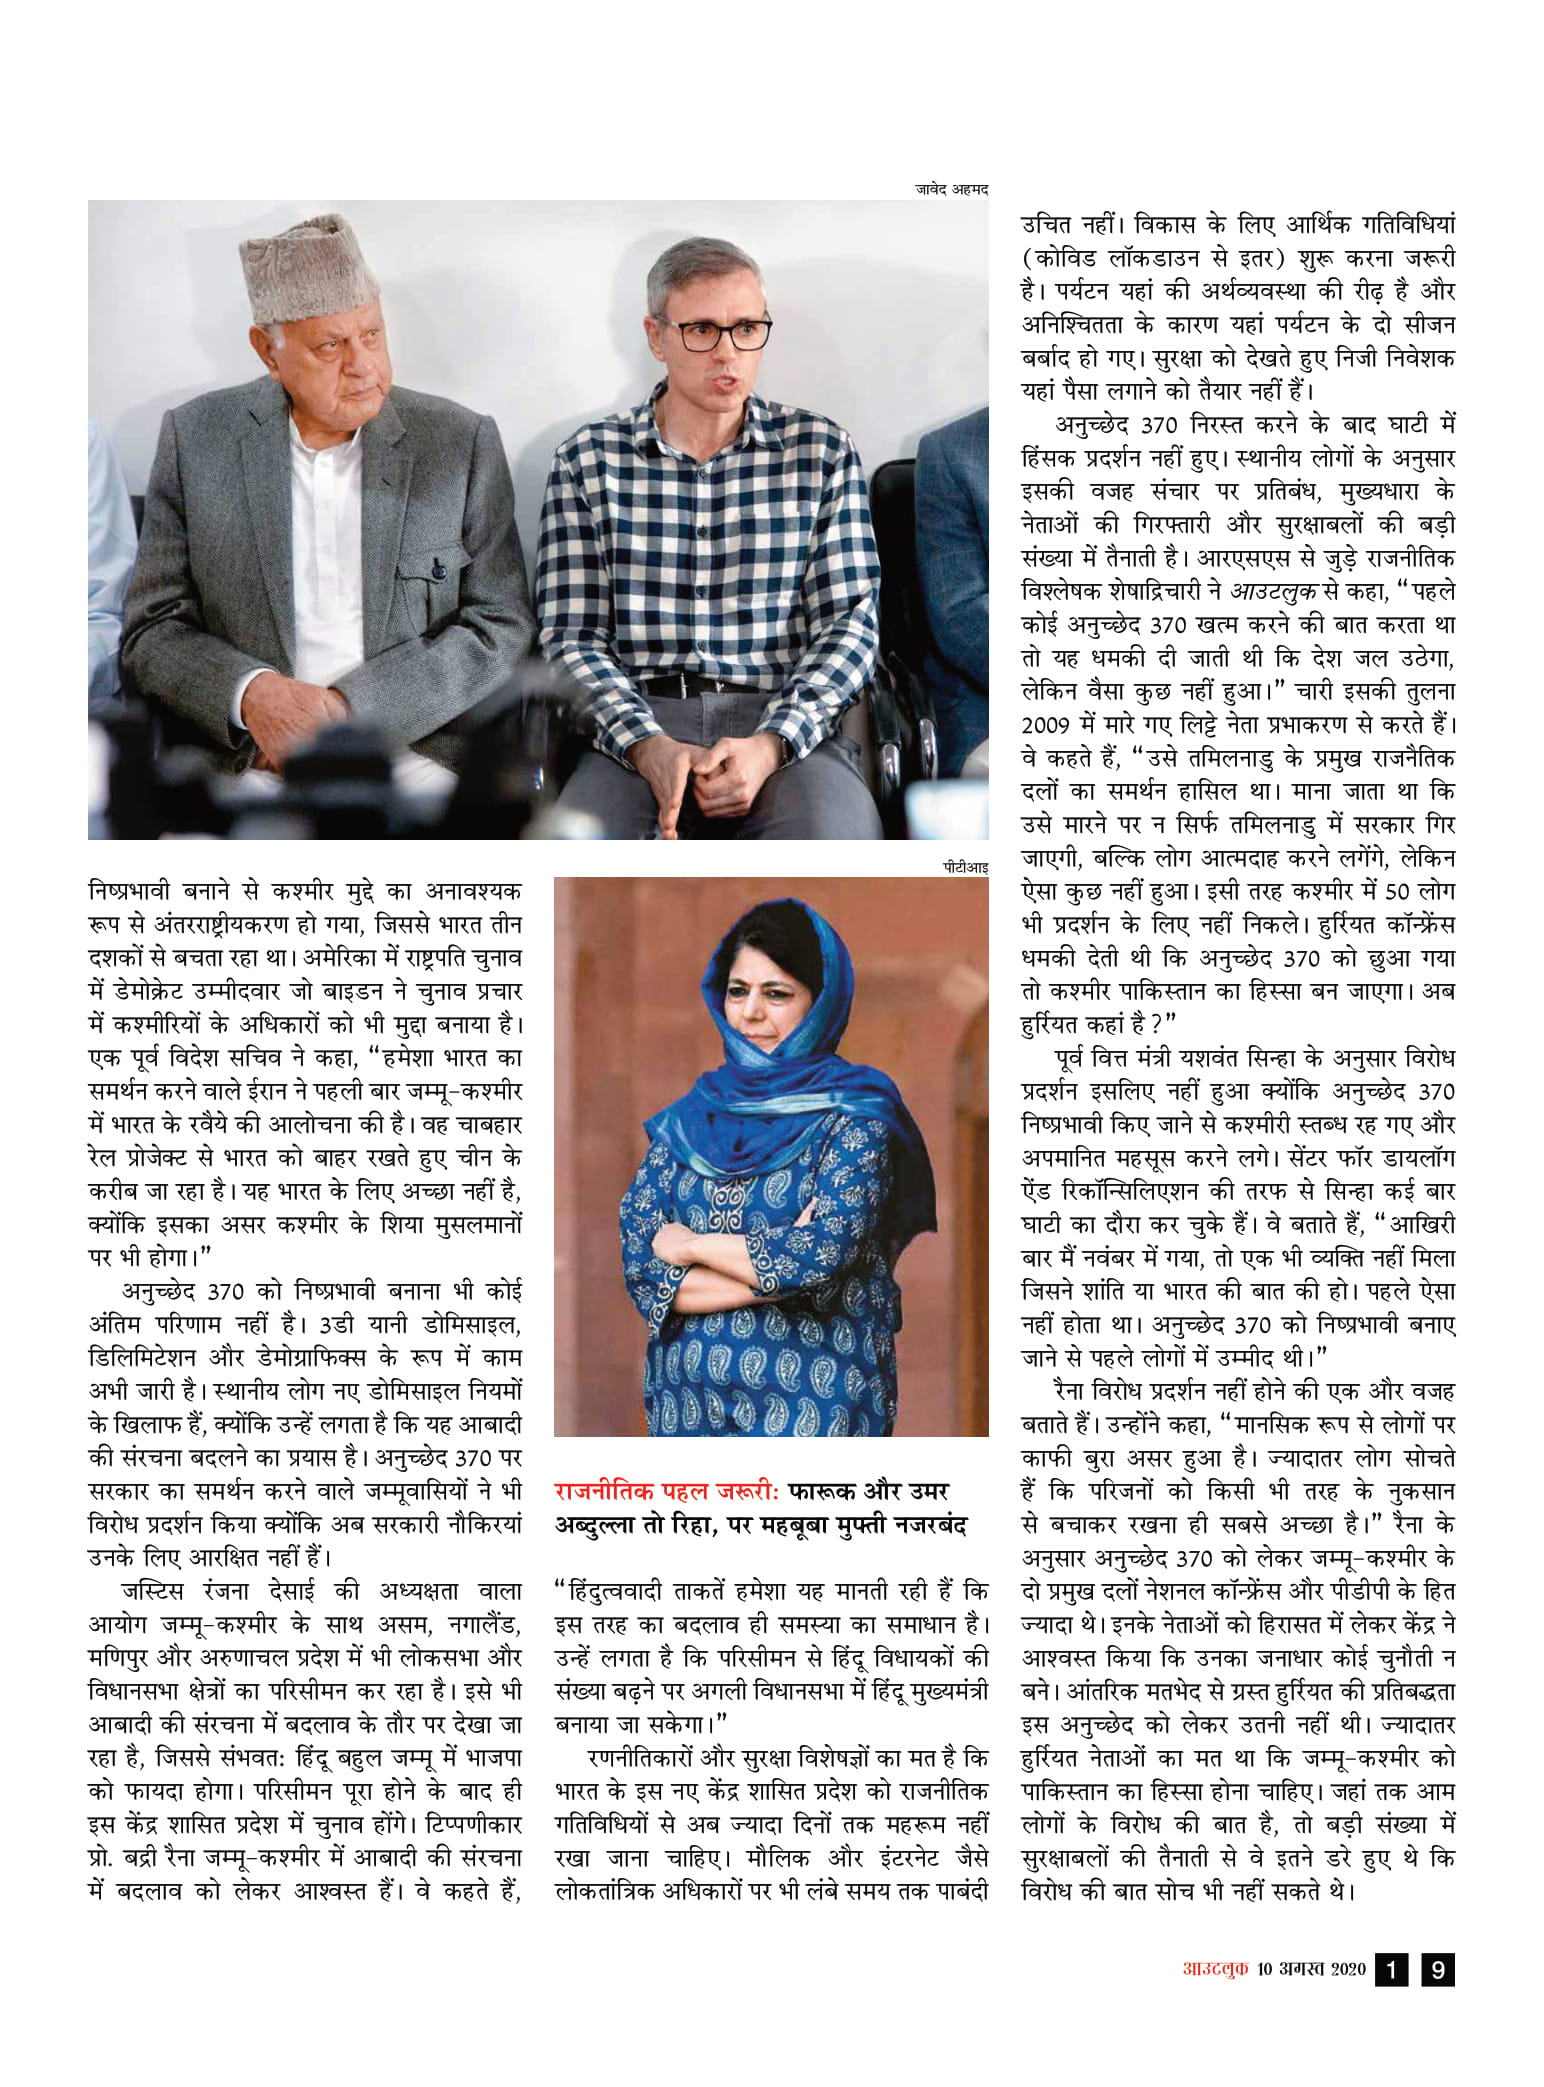 जावेद अहमद
निष्प्रभावी बनाने से कश्मीर मुद्दे का अनावश्यक
रूप से अंतरराष्ट्रीयकरण हो गया, जिससे भारत तीन
दशकों से बचता रहा था। अमेरिका में राष्ट्रपति चुनाव
में डेमोक्रेट उम्मीदवार जो बाइडन ने चुनाव प्रचार
में कश्मीरियों के अधिकारों को भी मुद्दा बनाया है।
एक पूर्व विदेश सचिव ने कहा, “हमेशा भारत का
समर्थन करने वाले ईरान ने पहली बार जम्मू-कश्मीर
में भारत के रवैये की आलोचना की है। वह चाबहार
रेल प्रोजेक्ट से भारत को बाहर रखते हुए चीन के
करीब जा रहा है। यह भारत के लिए अच्छा नहीं है,
क्योंकि इसका असर कश्मीर के शिया मुसलमानों
पर भी होगा।”
अनुच्छेद 370 को निष्प्रभावी बनाना भी कोई
अंतिम परिणाम नहीं है। 3डी यानी डोमिसाइल,
डिलिमिटेशन और डेमोग्राफिक्स के रूप में काम
अभी जारी है। स्थानीय लोग नए डोमिसाइल नियमों
के खिलाफ हैं, क्योंकि उन्हें लगता है कि यह आबादी
की संरचना बदलने का प्रयास है। अनुच्छेद 370 पर
सरकार का समर्थन करने वाले जम्मूवासियों ने भी
विरोध प्रदर्शन किया क्योंकि अब सरकारी नौकिरयां
उनके लिए आरक्षित नहीं हैं।
जस्टिस रंजना देसाई की अध्यक्षता वाला
आयोग जम्मू-कश्मीर के साथ असम, नगालैंड,
मणिपुर और अरुणाचल प्रदेश में भी लोकसभा और
विधानसभा क्षेत्रों का परिसीमन कर रहा है। इसे भी
आबादी की संरचना में बदलाव के तौर पर देखा जा
रहा है, जिससे संभवत: हिंदू बहुल जम्मू में भाजपा
को फायदा होगा। परिसीमन पूरा होने के बाद ही
इस केंद्र शासित प्रदेश में चुनाव होंगे। टिप्पणीकार
प्रो. बद्री रैना जम्मू-कश्मीर में आबादी की संरचना
में बदलाव को लेकर आश्वस्त हैं। वे कहते हैं,
पीटीआइ
राजनीतिक पहल जरूरी: फारूक और उमर
अब्दुल्ला तो रिहा, पर महबूबा मुफ्ती नजरबंद
“हिंदुत्ववादी ताकतें हमेशा यह मानती रही हैं कि
इस तरह का बदलाव ही समस्या का समाधान है।
उन्हें लगता है कि परिसीमन से हिंदू विधायकों की
संख्या बढ़ने पर अगली विधानसभा में हिंदू मुख्यमंत्री
बनाया जा सकेगा।”
रणनीतिकारों और सुरक्षा विशेषज्ञों का मत है कि
भारत के इस नए केंद्र शासित प्रदेश को राजनीतिक
गतिविधियों से अब ज्यादा दिनों तक महरूम नहीं
रखा जाना चाहिए। मौलिक और इंटरनेट जैसे
लोकतांत्रिक अधिकारों पर भी लंबे समय तक पाबंदी
उचित नहीं। विकास के लिए आर्थिक गतिविधियां
(कोविड लॉकडाउन से इतर) शुरू करना जरूरी
है। पर्यटन यहां की अर्थव्यवस्था की रीढ़ है और
अनिश्चितता के कारण यहां पर्यटन के दो सीजन
बर्बाद हो गए। सुरक्षा को देखते हुए निजी निवेशक
यहां पैसा लगाने को तैयार नहीं हैं।
अनुच्छेद 370 निरस्त करने के बाद घाटी में
हिंसक प्रदर्शन नहीं हुए। स्थानीय लोगों के अनुसार
इसकी वजह संचार पर प्रतिबंध, मुख्यधारा के
नेताओं की गिरफ्तारी और सुरक्षाबलों की बड़ी
संख्या में तैनाती है। आरएसएस से जुड़े राजनीतिक
विश्लेषक शेषाद्रिचारी ने आउटलुक से कहा, “पहले
कोई अनुच्छेद 370 खत्म करने की बात करता था
तो यह धमकी दी जाती थी कि देश जल उठेगा,
लेकिन वैसा कुछ नहीं हुआ।” चारी इसकी तुलना
2009 में मारे गए लिट्टे नेता प्रभाकरण से करते हैं।
वे कहते हैं, “उसे तमिलनाडु के प्रमुख राजनैतिक
दलों का समर्थन हासिल था। माना जाता था कि
उसे मारने पर न सिर्फ तमिलनाडु में सरकार गिर
जाएगी, बल्कि लोग आत्मदाह करने लगेंगे, लेकिन
ऐसा कुछ नहीं हुआ। इसी तरह कश्मीर में 50 लोग
भी प्रदर्शन के लिए नहीं निकले। हुर्रियत कॉन्फ्रेंस
धमकी देती थी कि अनुच्छेद 370 को छुआ गया
तो कश्मीर पाकिस्तान का हिस्सा बन जाएगा। अब
हुर्रियत कहां है?”
पूर्व वित्त मंत्री यशवंत सिन्हा के अनुसार विरोध
प्रदर्शन इसलिए नहीं हुआ क्योंकि अनुच्छेद 370
निष्प्रभावी किए जाने से कश्मीरी स्तब्ध रह गए और
अपमानित महसूस करने लगे। सेंटर फॉर डायलॉग
ऐंड रिकॉन्सिलिएशन की तरफ से सिन्हा कई बार
घाटी का दौरा कर चुके हैं। वे बताते हैं, “आखिरी
बार मैं नवंबर में गया, तो एक भी व्यक्ति नहीं मिला
जिसने शांति या भारत की बात की हो। पहले ऐसा
नहीं होता था। अनुच्छेद 370 को निष्प्रभावी बनाए
जाने से पहले लोगों में उम्मीद थी।”
रैना विरोध प्रदर्शन नहीं होने की एक और वजह
बताते हैं। उन्होंने कहा, “मानसिक रूप से लोगों पर
काफी बुरा असर हुआ है। ज्यादातर लोग सोचते
हैं कि परिजनों को किसी भी तरह के नुकसान
से बचाकर रखना ही सबसे अच्छा है।” रैना के
अनुसार अनुच्छेद 370 को लेकर जम्मू-कश्मीर के
दो प्रमुख दलों नेशनल कॉन्फ्रेंस और पीडीपी के हित
ज्यादा थे। इनके नेताओं को हिरासत में लेकर केंद्र ने
आश्वस्त किया कि उनका जनाधार कोई चुनौती न
बने। आंतरिक मतभेद से ग्रस्त हुर्रियत की प्रतिबद्धता
इस अनुच्छेद को लेकर उतनी नहीं थी। ज्यादातर
हुर्रियत नेताओं का मत था कि जम्मू-कश्मीर को
पाकिस्तान का हिस्सा होना चाहिए। जहां तक आम
लोगों के विरोध की बात है, तो बड़ी संख्या में
सुरक्षाबलों की तैनाती से वे इतने डरे हुए थे कि
विरोध की बात सोच भी नहीं सकते थे।
आउटलुक 10 अगस्त 2020 1 9